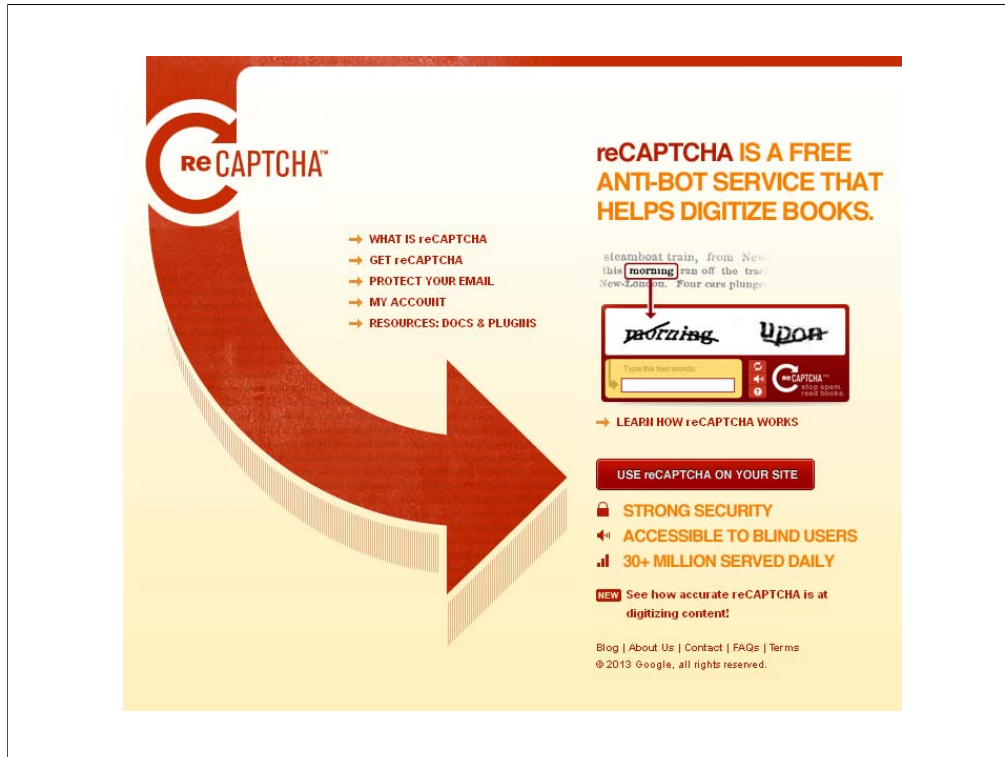 reCAPTCHA™
WHAT IS reCAPTCHA
GET reCAPTCHA
PROTECT YOUR EMAIL
MY ACCOUNT
RESOURCES: DOCS & PLUGINS
reCAPTCHA IS A FREE
ANTI-BOT SERVICE THAT
HELPS DIGITIZE BOOKS.
steamboat train, from New
this morning ran off the trac
New-London. Four cars plunge
morning upon
Type the two words:
reCAPTCHA™
stop spam.
read books.
LEARN HOW reCAPTCHA WORKS
USE reCAPTCHA ON YOUR SITE
STRONG SECURITY
ACCESSIBLE TO BLIND USERS
30+ MILLION SERVED DAILY
NEW See how accurate reCAPTCHA is at
digitizing content!
Blog | About Us | Contact | FAQs | Terms
© 2013 Google, all rights reserved.